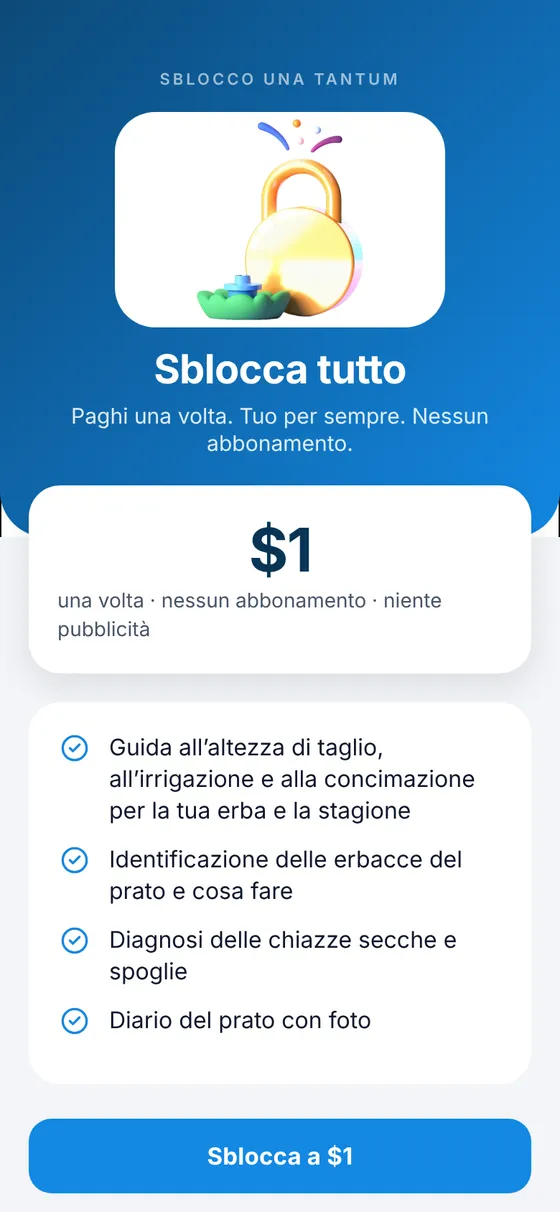 SBLOCCO UNA TANTUM
Sblocca tutto
Paghi una volta. Tuo per sempre. Nessun
abbonamento.
$1
una volta · nessun abbonamento · niente
pubblicità
Guida all’altezza di taglio,
all’irrigazione e alla concimazione
per la tua erba e la stagione
Identificazione delle erbacce del
prato e cosa fare
Diagnosi delle chiazze secche e
spoglie
Diario del prato con foto
Sblocca a $1